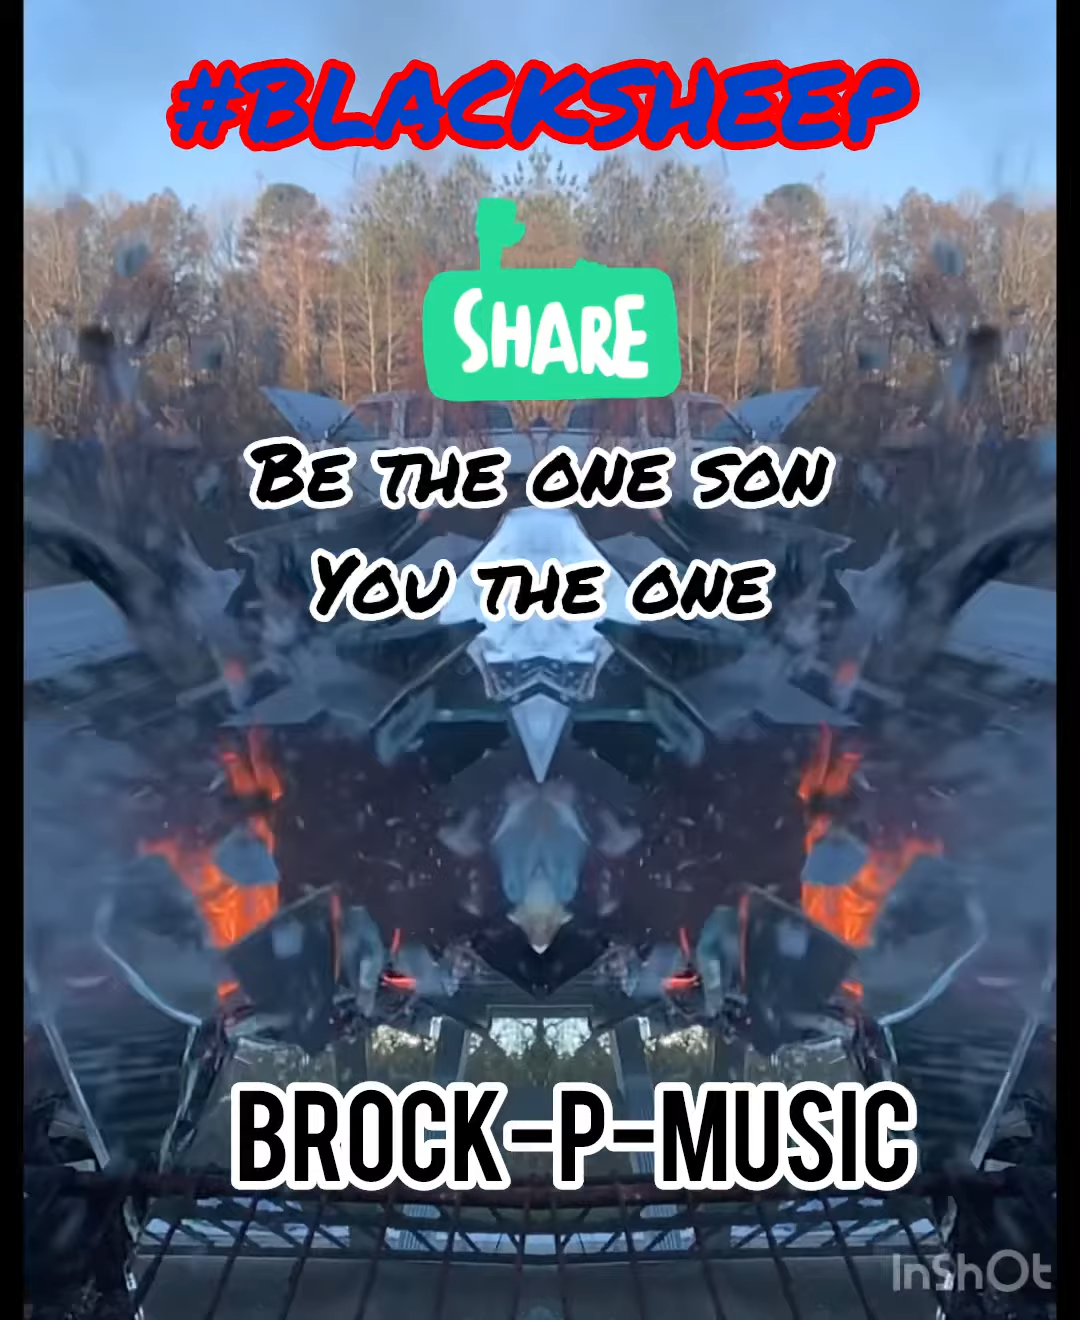 #BLACKSHEEP
SHARE
BE THE ONE SON
YOU THE ONE
BROCK-P-MUSIC
InShOt